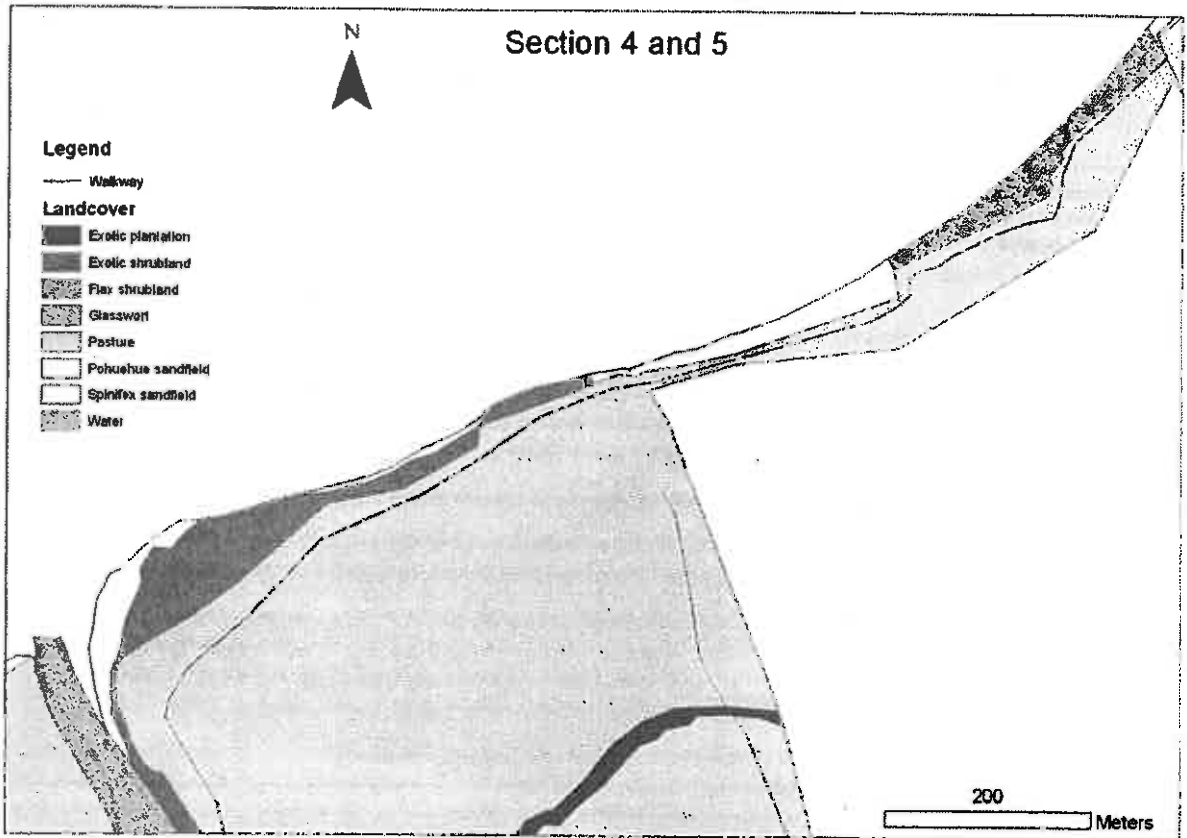 Section 4 and 5
N
Legend
Walkway
Landcover
Exotic plantation
Exotic shrubland
Flax shrubland
Glasswort
Pasture
Pohuehue sandfield
Spinifex sandfield
Water
200
Meters